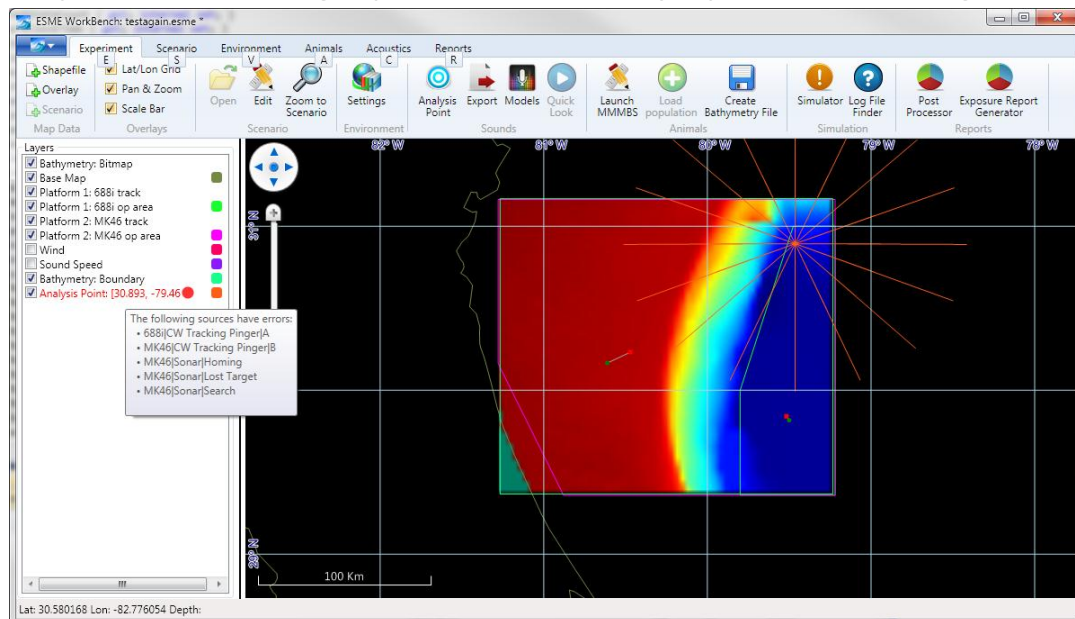 ESME WorkBench: testagain.esme *
Experiment Scenario Environment Animals Acoustics Reports
E S V A C R
Shapefile
Overlay
Scenario
Map Data
Lat/Lon Grid
Pan & Zoom
Scale Bar
Overlays
Open
Edit
Zoom to
Scenario
Scenario
Settings
Environment
Analysis
Point
Export
Models
Quick
Look
Sounds
Launch
MMMBS
Load
population
Create
Bathymetry File
Animals
Simulator
Log File
Finder
Simulation
Post
Processor
Exposure Report
Generator
Reports
Layers
Bathymetry: Bitmap
Base Map
Platform 1: 688i track
Platform 1: 688i op area
Platform 2: MK46 track
Platform 2: MK46 op area
Wind
Sound Speed
Bathymetry: Boundary
Analysis Point: [30.893, -79.46
The following sources have errors:
• 688i|CW Tracking Pinger|A
• MK46|CW Tracking Pinger|B
• MK46|Sonar|Homing
• MK46|Sonar|Lost Target
• MK46|Sonar|Search
82° W 81° W 80° W 79° W 78° W
31° N
29° N
100 Km
Lat: 30.580168 Lon: -82.776054 Depth: